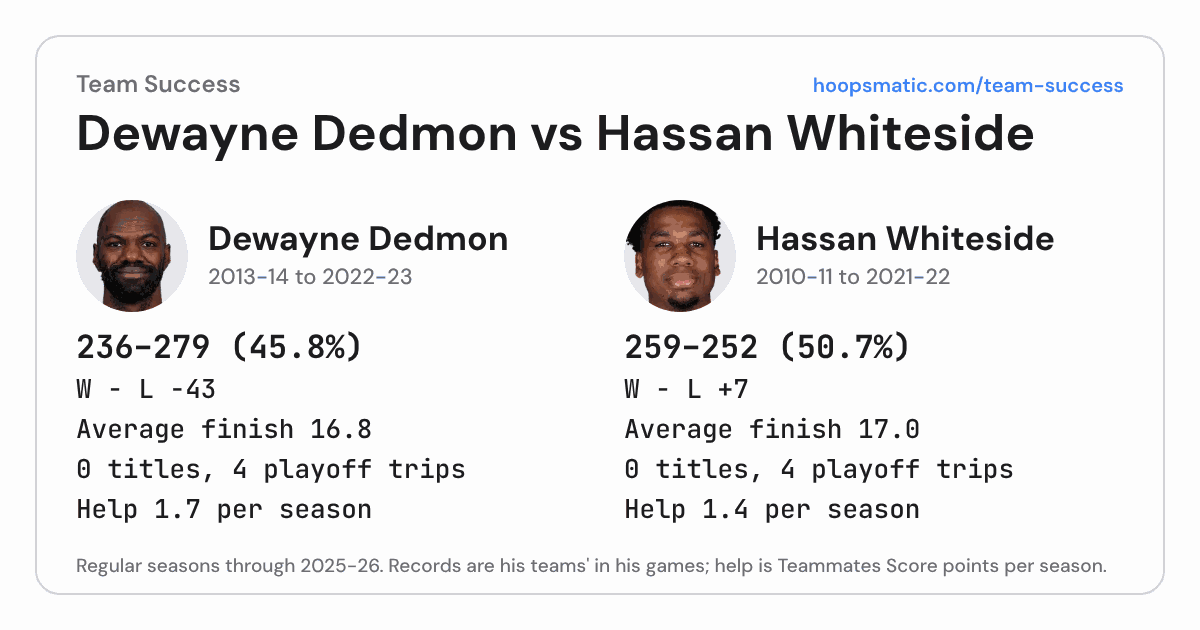 Team Success
hoopsmatic.com/team-success
Dewayne Dedmon vs Hassan Whiteside
Dewayne Dedmon
2013-14 to 2022-23
236-279 (45.8%)
W - L -43
Average finish 16.8
0 titles, 4 playoff trips
Help 1.7 per season
Hassan Whiteside
2010-11 to 2021-22
259-252 (50.7%)
W - L +7
Average finish 17.0
0 titles, 4 playoff trips
Help 1.4 per season
Regular seasons through 2025-26. Records are his teams' in his games; help is Teammates Score points per season.